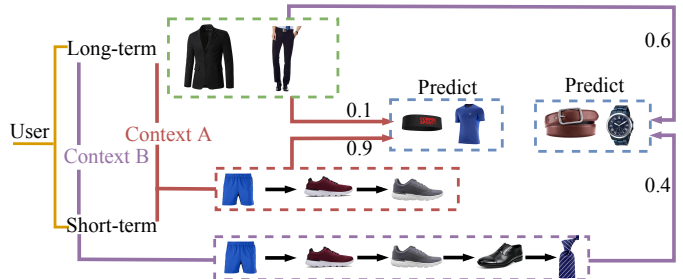 Long-term
0.6
Predict
Predict
0.1
User
Context A
Context B
0.9
0.4
Short-term